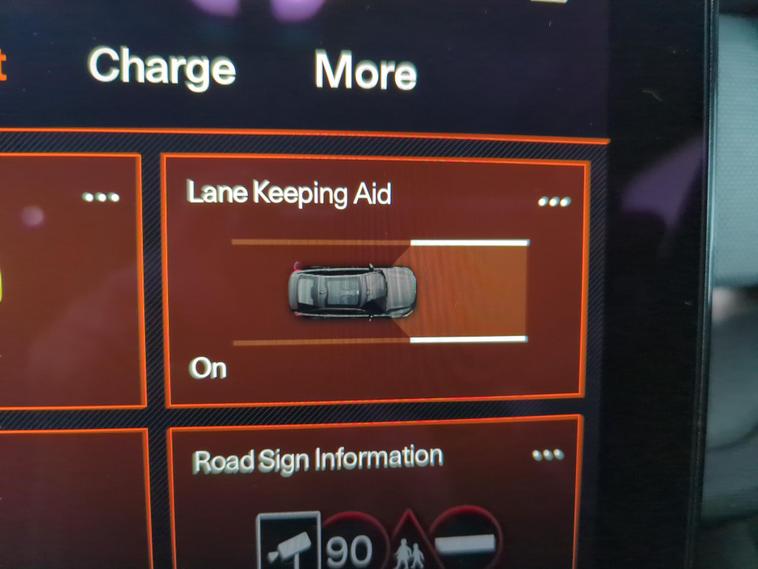 t
Charge
More
Lane Keeping Aid
On
Road Sign Information
90